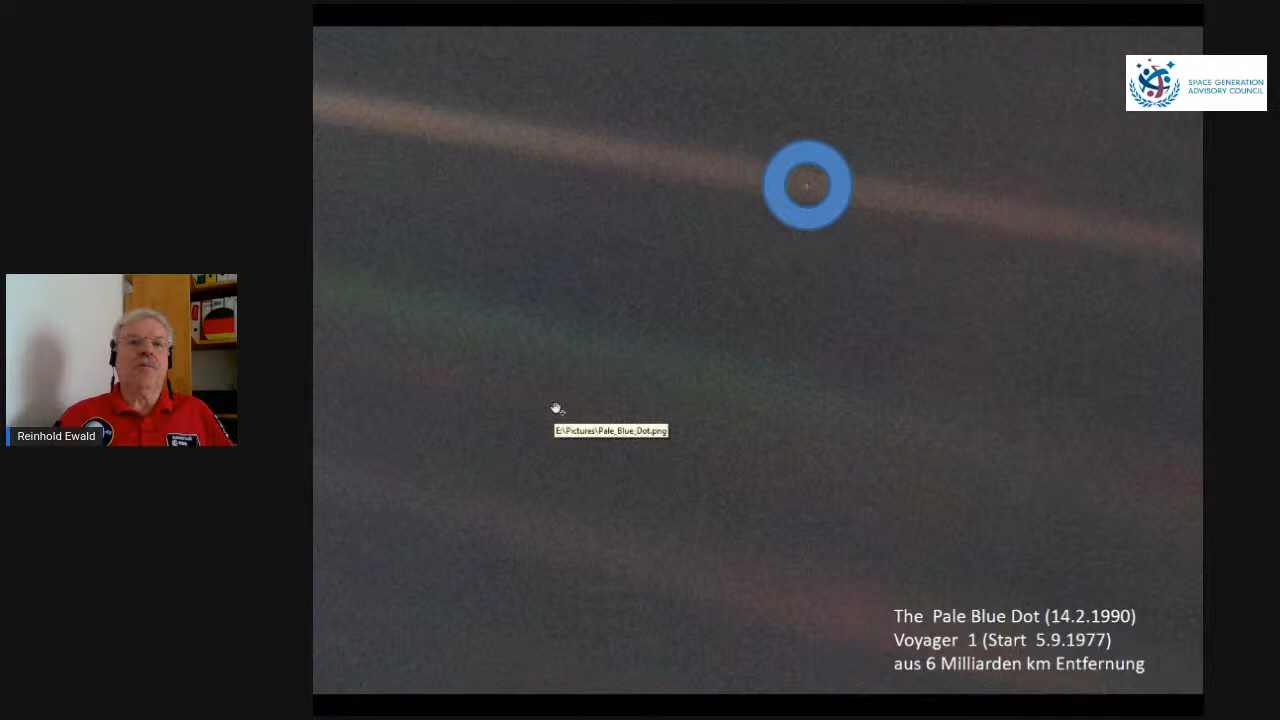 SPACE GENERATION
ADVISORY COUNCIL
Reinhold Ewald
E:\Pictures\Pale_Blue_Dot.png
The Pale Blue Dot (14.2.1990)
Voyager 1 (Start 5.9.1977)
aus 6 Milliarden km Entfernung